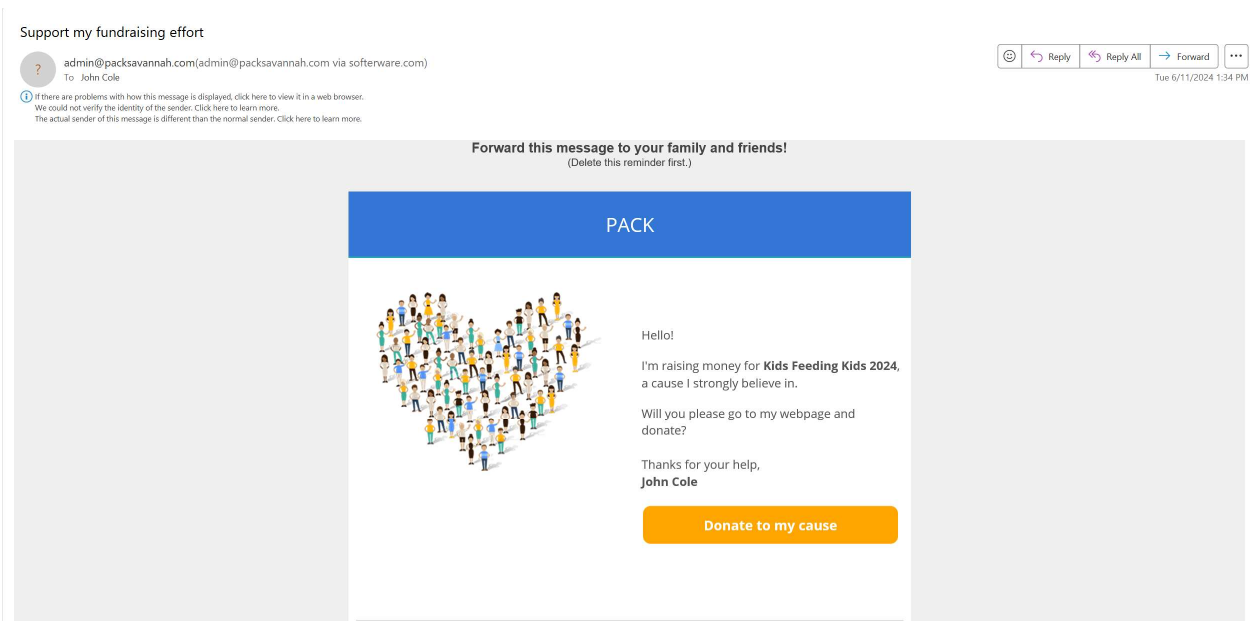 Support my fundraising effort
?
admin@packsavannah.com(admin@packsavannah.com via softerware.com)
To John Cole
Reply
Reply All
Forward
Tue 6/11/2024 1:34 PM
If there are problems with how this message is displayed, click here to view it in a web browser.
We could not verify the identity of the sender. Click here to learn more.
The actual sender of this message is different than the normal sender. Click here to learn more.
Forward this message to your family and friends!
(Delete this reminder first.)
PACK
Hello!
I'm raising money for Kids Feeding Kids 2024,
a cause I strongly believe in.
Will you please go to my webpage and
donate?
Thanks for your help,
John Cole
Donate to my cause